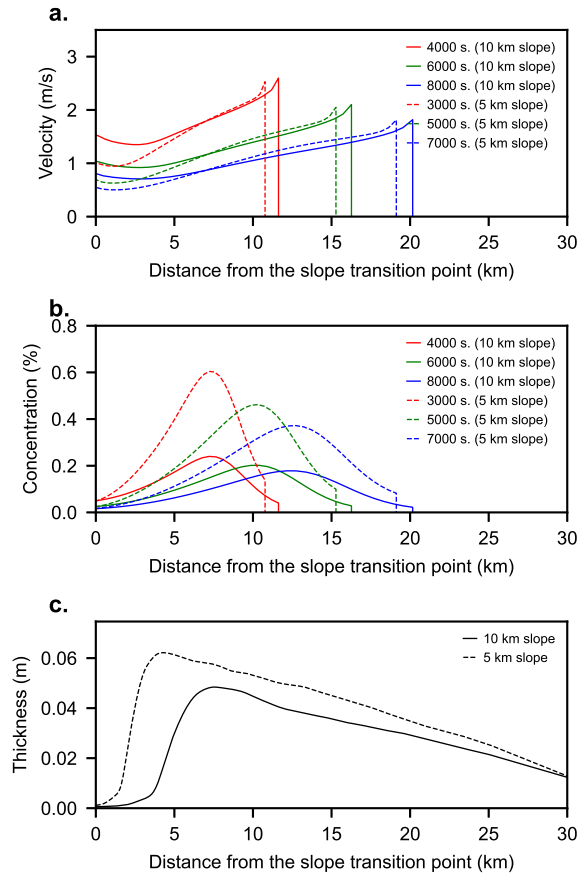 a.
Velocity (m/s)
3
2
1
0
4000 s. (10 km slope)
6000 s. (10 km slope)
8000 s. (10 km slope)
3000 s. (5 km slope)
5000 s. (5 km slope)
7000 s. (5 km slope)
0 5 10 15 20 25 30
Distance from the slope transition point (km)
b.
Concentration (%)
0.8
0.6
0.4
0.2
0.0
4000 s. (10 km slope)
6000 s. (10 km slope)
8000 s. (10 km slope)
3000 s. (5 km slope)
5000 s. (5 km slope)
7000 s. (5 km slope)
0 5 10 15 20 25 30
Distance from the slope transition point (km)
c.
Thickness (m)
0.06
0.04
0.02
0.00
10 km slope
5 km slope
0 5 10 15 20 25 30
Distance from the slope transition point (km)